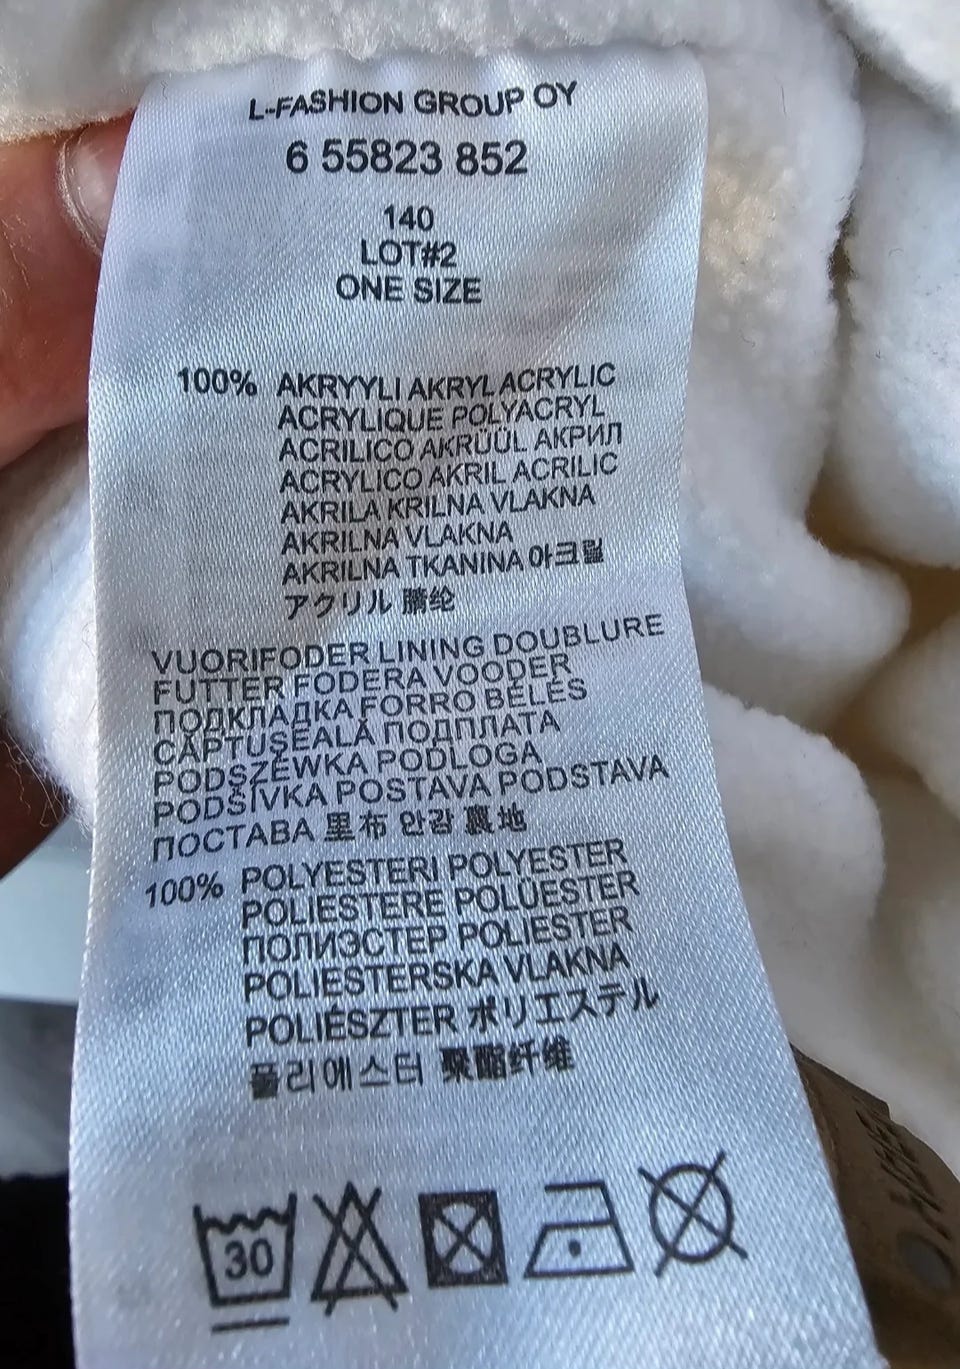 L-FASHION GROUP OY
6 55823 852
140
LOT#2
ONE SIZE
100% AKRYYLI AKRYL ACRYLIC
ACRYLIQUE POLYACRYL
ACRILICO AKRÜÜL АКРИЛ
ACRYLICO AKRIL ACRILIC
AKRILA KRILNA VLAKNA
AKRILNA VLAKNA
AKRILNA TKANINA 아크릴
アクリル 腈纶
VUORIFODER LINING DOUBLURE
FUTTER FODERA VOODER
ПОДКЛАДКА FORRO BÉLÉS
CĂPTUŞEALĂ ПОДПЛАТА
PODSZEWKA PODLOGA
PODŠÍVKA POSTAVA PODSTAVA
ПОСТАВА 里布 안감 裏地
100% POLYESTERI POLYESTER
POLIESTERE POLÜESTER
ПОЛИЭСТЕР POLIESTER
POLIESTERSKA VLAKNA
POLIÉSZTER ポリエステル
폴리에스터 聚酯纤维
30